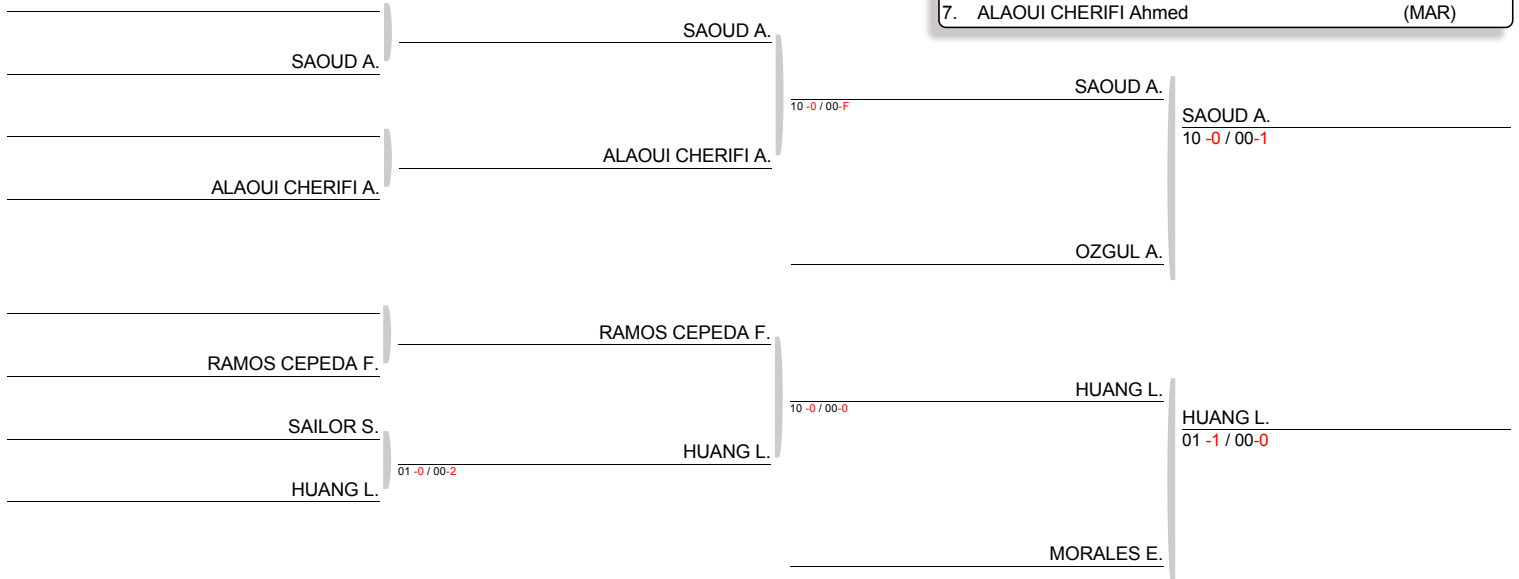 7. ALAOUI CHERIFI Ahmed (MAR)
SAOUD A.
SAOUD A.
ALAOUI CHERIFI A.
ALAOUI CHERIFI A.
SAOUD A.
10 -0 / 00-F
OZGUL A.
SAOUD A.
10 -0 / 00-1
RAMOS CEPEDA F.
SAILOR S.
HUANG L.
RAMOS CEPEDA F.
HUANG L.
01 -0 / 00-2
HUANG L.
10 -0 / 00-0
MORALES E.
HUANG L.
01 -1 / 00-0